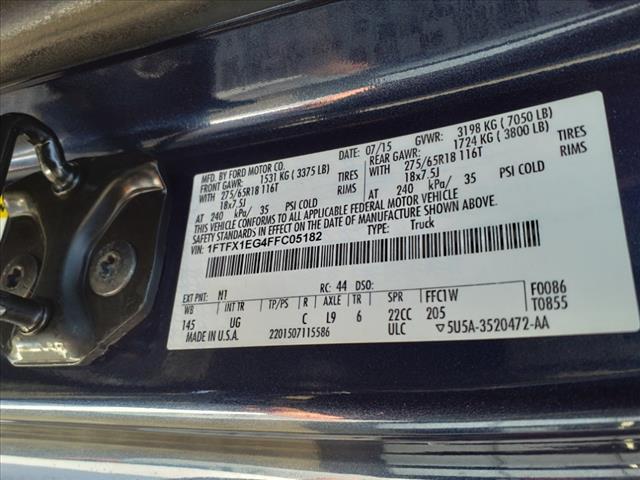 MFD. BY FORD MOTOR CO. DATE: 07/15 GVWR: 3198 KG ( 7050 LB)
FRONT GAWR: 1531 KG ( 3375 LB) REAR GAWR: 1724 KG ( 3800 LB)
WITH 275/65R18 116T TIRES WITH 275/65R18 116T TIRES
18x7.5J RIMS 18x7.5J RIMS
AT 240 kPa/ 35 PSI COLD AT 240 kPa/ 35 PSI COLD
THIS VEHICLE CONFORMS TO ALL APPLICABLE FEDERAL MOTOR VEHICLE
SAFETY STANDARDS IN EFFECT ON THE DATE OF MANUFACTURE SHOWN ABOVE.
VIN: 1FTFX1EG4FFC05182 TYPE: Truck
EXT PNT: N1 RC: 44 DSO:
WB INT TR TP/PS R AXLE TR SPR FFC1W F0086
145 UG C L9 6 22CC 205 T0855
MADE IN U.S.A. 2201507115586 ULC ▽5U5A-3520472-AA